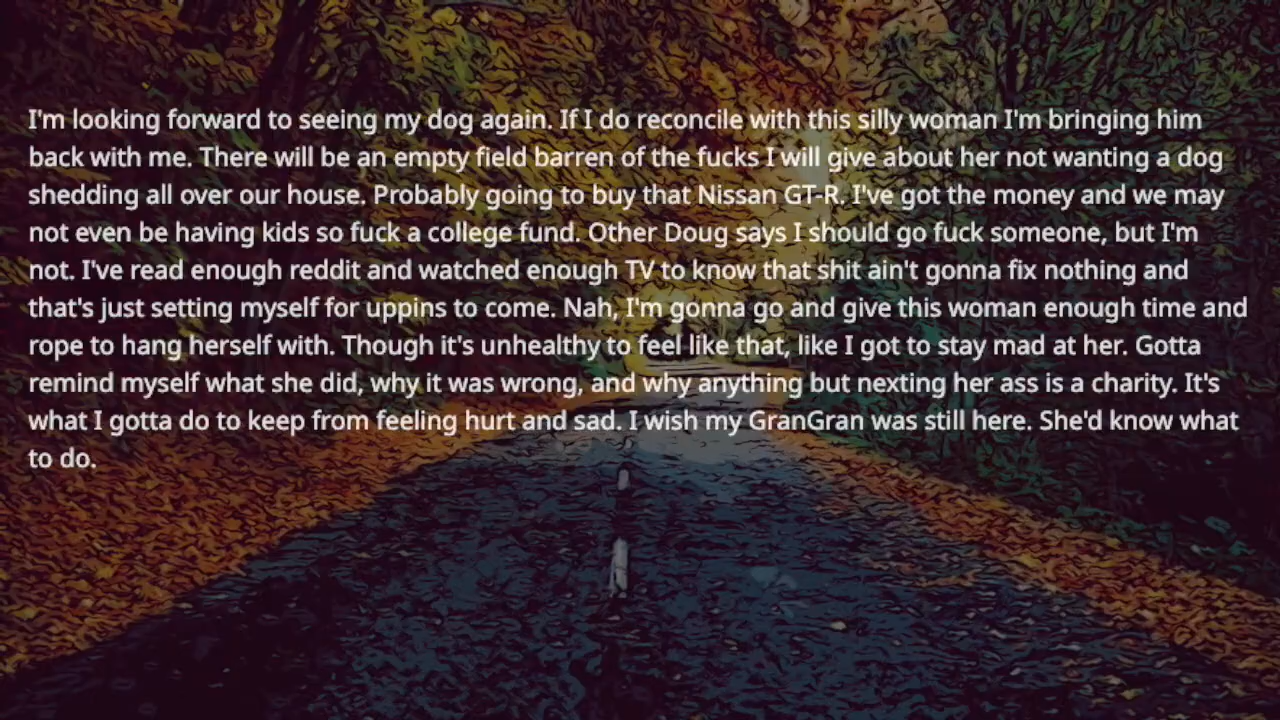 I'm looking forward to seeing my dog again. If I do reconcile with this silly woman I'm bringing him
back with me. There will be an empty field barren of the fucks I will give about her not wanting a dog
shedding all over our house. Probably going to buy that Nissan GT-R. I've got the money and we may
not even be having kids so fuck a college fund. Other Doug says I should go fuck someone, but I'm
not. I've read enough reddit and watched enough TV to know that shit ain't gonna fix nothing and
that's just setting myself for uppins to come. Nah, I'm gonna go and give this woman enough time and
rope to hang herself with. Though it's unhealthy to feel like that, like I got to stay mad at her. Gotta
remind myself what she did, why it was wrong, and why anything but nexting her ass is a charity. It's
what I gotta do to keep from feeling hurt and sad. I wish my GranGran was still here. She'd know what
to do.